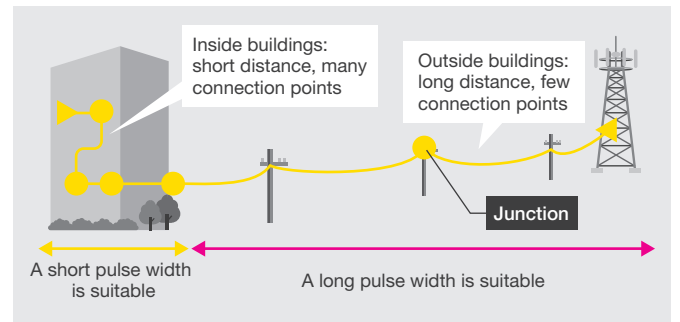 Inside buildings:
short distance, many
connection points
Outside buildings:
long distance, few
connection points
Junction
A short pulse width
is suitable
A long pulse width is suitable